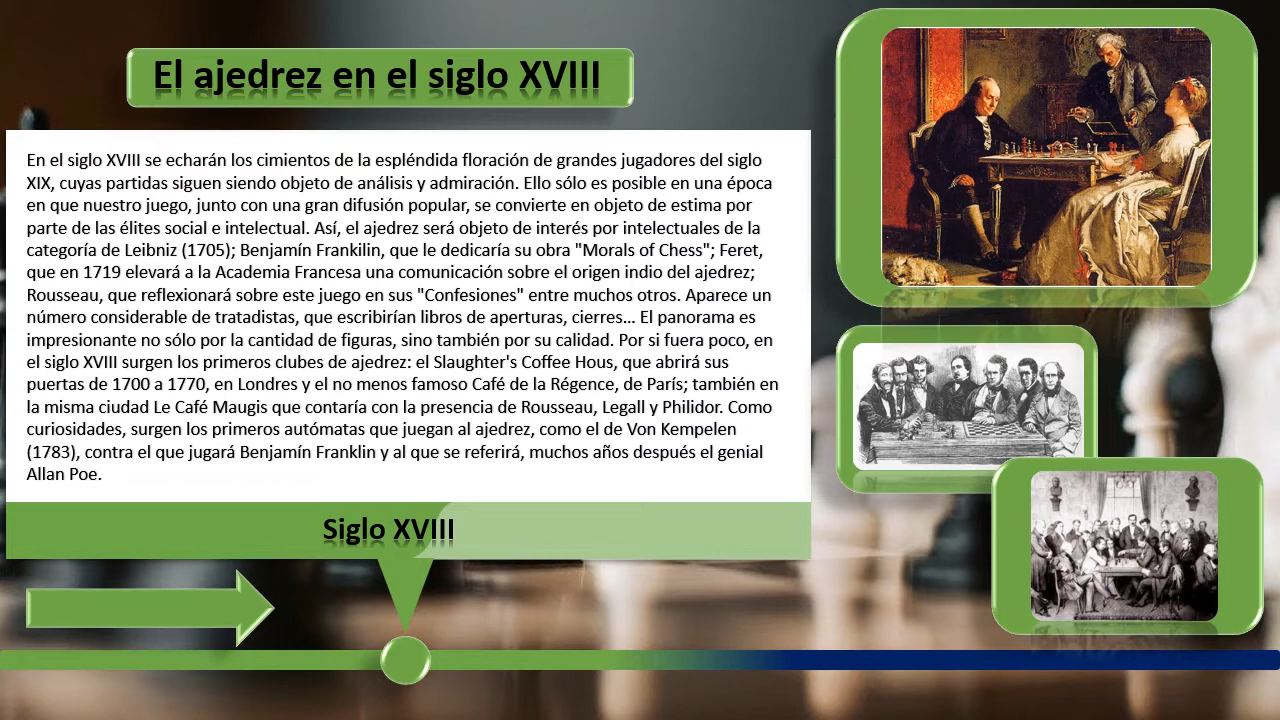 El ajedrez en el siglo XVIII
En el siglo XVIII se echarán los cimientos de la espléndida floración de grandes jugadores del siglo
XIX, cuyas partidas siguen siendo objeto de análisis y admiración. Ello sólo es posible en una época
en que nuestro juego, junto con una gran difusión popular, se convierte en objeto de estima por
parte de las élites social e intelectual. Así, el ajedrez será objeto de interés por intelectuales de la
categoría de Leibniz (1705); Benjamín Frankilin, que le dedicaría su obra "Morals of Chess"; Feret,
que en 1719 elevará a la Academia Francesa una comunicación sobre el origen indio del ajedrez;
Rousseau, que reflexionará sobre este juego en sus "Confesiones" entre muchos otros. Aparece un
número considerable de tratadistas, que escribirían libros de aperturas, cierres... El panorama es
impresionante no sólo por la cantidad de figuras, sino también por su calidad. Por si fuera poco, en
el siglo XVIII surgen los primeros clubes de ajedrez: el Slaughter's Coffee Hous, que abrirá sus
puertas de 1700 a 1770, en Londres y el no menos famoso Café de la Régence, de París; también en
la misma ciudad Le Café Maugis que contaría con la presencia de Rousseau, Legall y Philidor. Como
curiosidades, surgen los primeros autómatas que juegan al ajedrez, como el de Von Kempelen
(1783), contra el que jugará Benjamín Franklin y al que se referirá, muchos años después el genial
Allan Poe.
Siglo XVIII